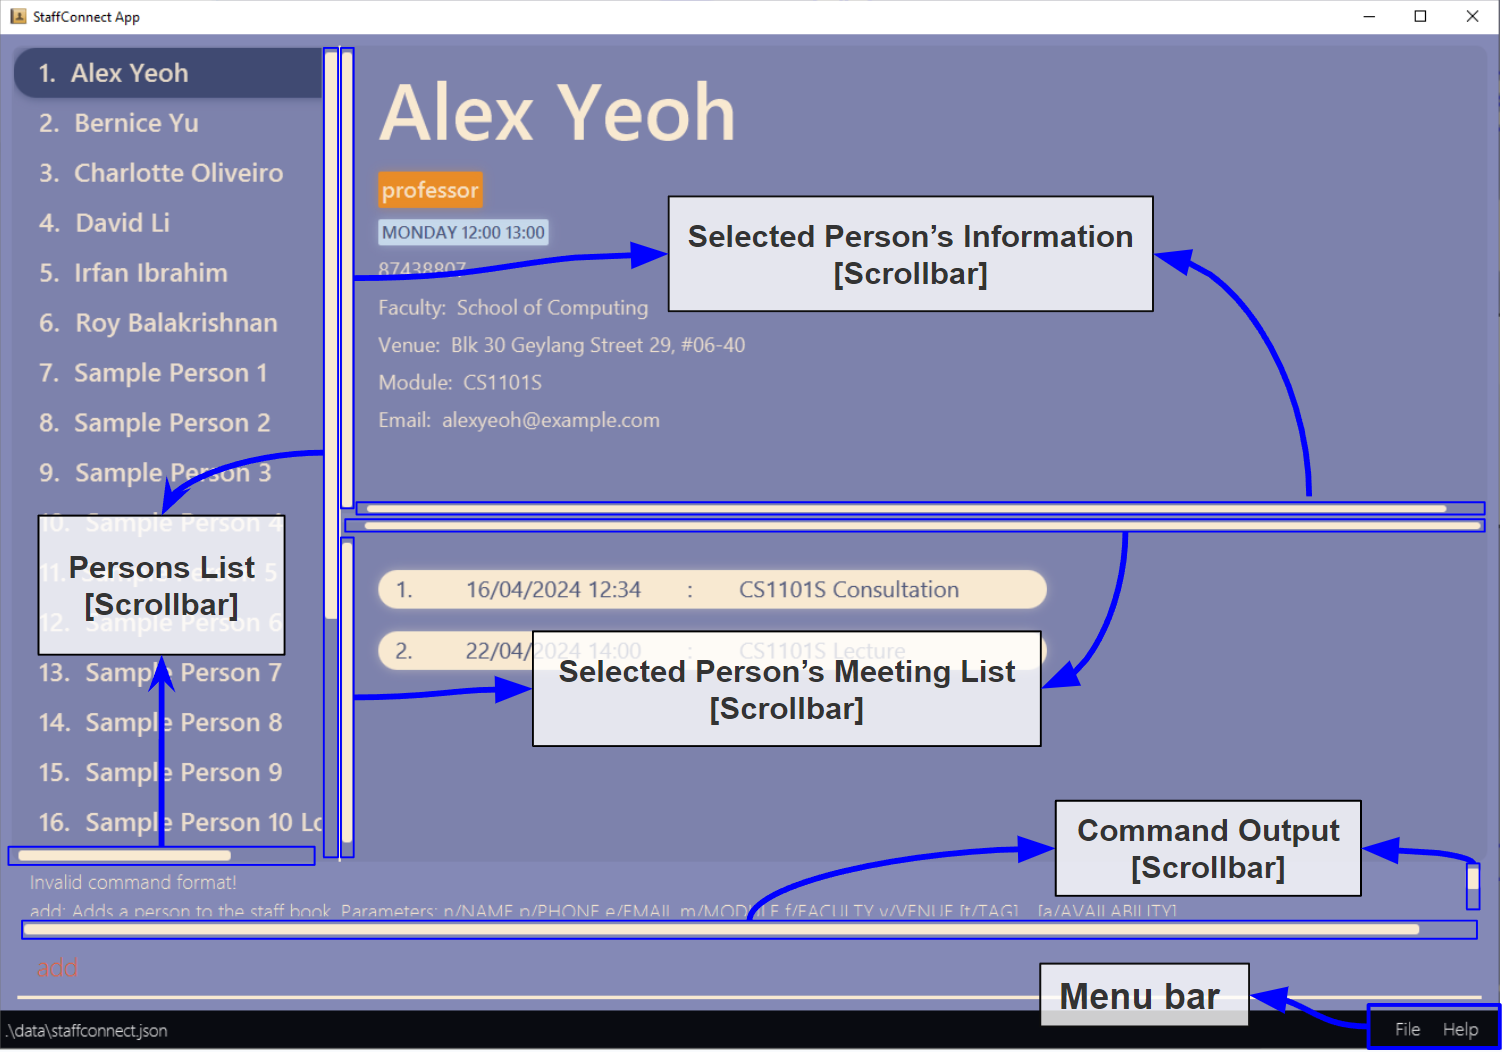 StaffConnect App
1. Alex Yeoh
2. Bernice Yu
3. Charlotte Oliveiro
4. David Li
5. Irfan Ibrahim
6. Roy Balakrishnan
7. Sample Person 1
8. Sample Person 2
9. Sample Person 3
10. Sample Person 4
11. Sample Person 5
12. Sample Person 6
13. Sample Person 7
14. Sample Person 8
15. Sample Person 9
16. Sample Person 10 Lo
Persons List
[Scrollbar]
Alex Yeoh
professor
MONDAY 12:00 13:00
87438807
Faculty: School of Computing
Venue: Blk 30 Geylang Street 29, #06-40
Module: CS1101S
Email: alexyeoh@example.com
Selected Person’s Information
[Scrollbar]
1. 16/04/2024 12:34 : CS1101S Consultation
2. 22/04/2024 14:00 : CS1101S Lecture
Selected Person’s Meeting List
[Scrollbar]
Command Output
[Scrollbar]
Invalid command format!
add: Adds a person to the staff book. Parameters: n/NAME p/PHONE e/EMAIL m/MODULE f/FACULTY v/VENUE [t/TAG]... [a/AVAILABILITY]...
add
Menu bar
.\data\staffconnect.json
File Help